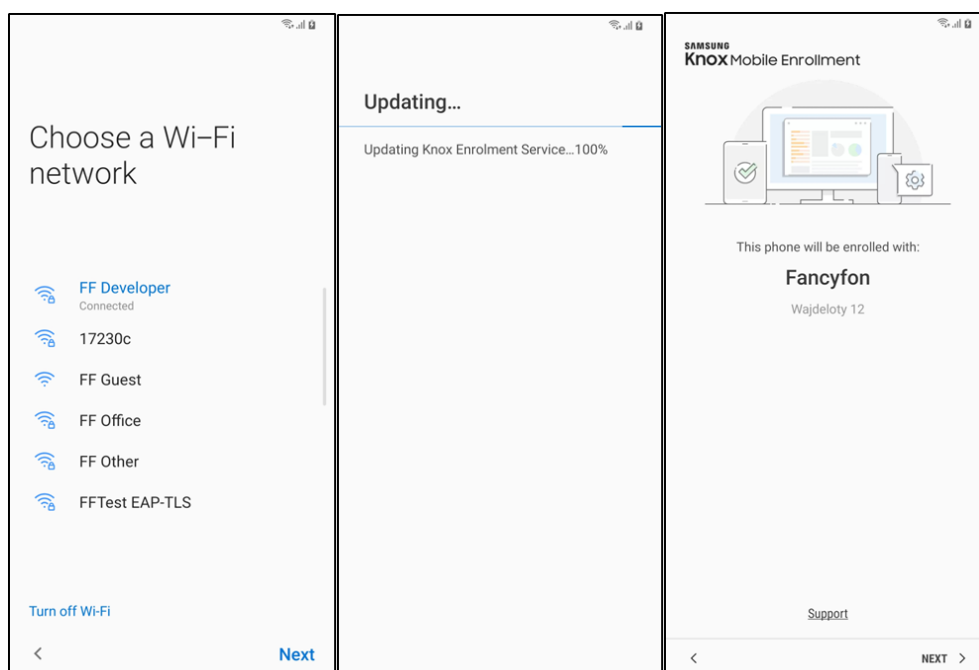 Choose a Wi-Fi
network
FF Developer
Connected
17230c
FF Guest
FF Office
FF Other
FFTest EAP-TLS
Turn off Wi-Fi
Next
Updating...
Updating Knox Enrolment Service...100%
SAMSUNG
Knox Mobile Enrollment
This phone will be enrolled with:
Fancyfon
Wajdeloty 12
Support
NEXT